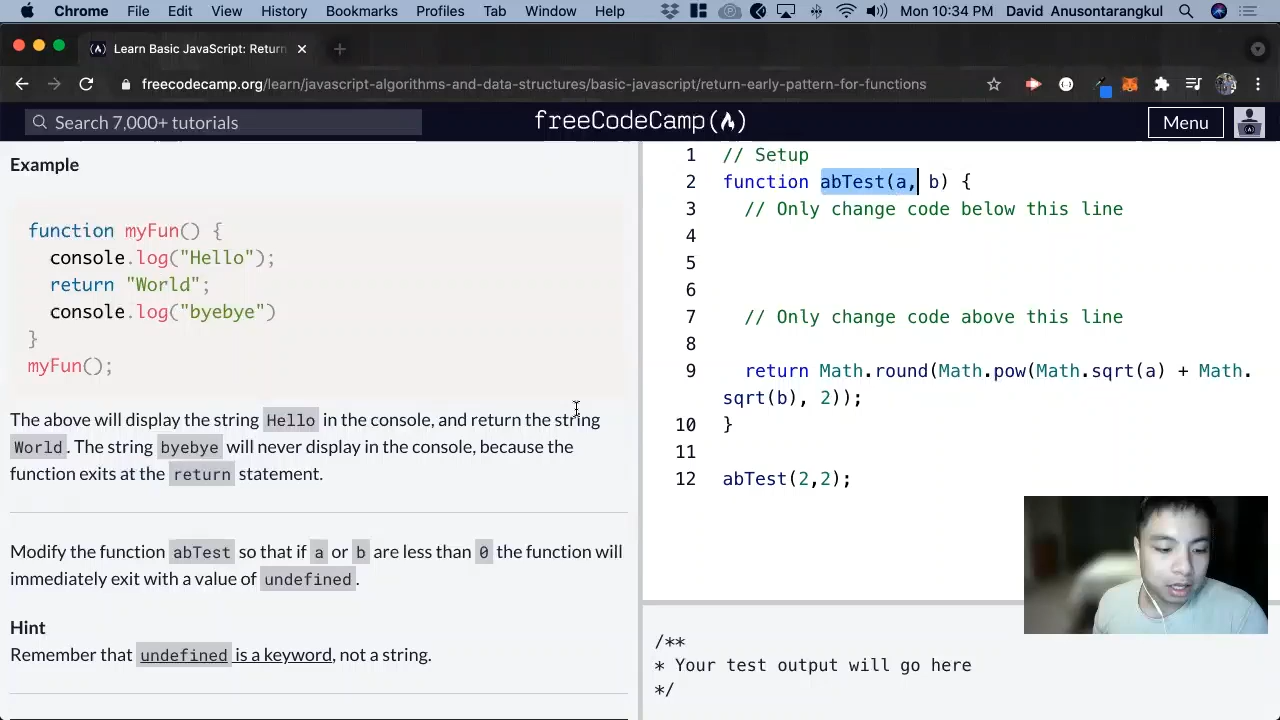 Chrome File Edit View History Bookmarks Profiles Tab Window Help Mon 10:34 PM David Anusontarangkul
Learn Basic JavaScript: Return
freecodecamp.org/learn/javascript-algorithms-and-data-structures/basic-javascript/return-early-pattern-for-functions
Search 7,000+ tutorials
freeCodeCamp
Menu
Example
function myFun() {
console.log("Hello");
return "World";
console.log("byebye")
}
myFun();
The above will display the string Hello in the console, and return the string
World. The string byebye will never display in the console, because the
function exits at the return statement.
Modify the function abTest so that if a or b are less than 0 the function will
immediately exit with a value of undefined.
Hint
Remember that undefined is a keyword, not a string.
1 // Setup
2 function abTest(a, b) {
3 // Only change code below this line
4
5
6
7 // Only change code above this line
8
9 return Math.round(Math.pow(Math.sqrt(a) + Math.
sqrt(b), 2));
10 }
11
12 abTest(2,2);
/**
* Your test output will go here
*/